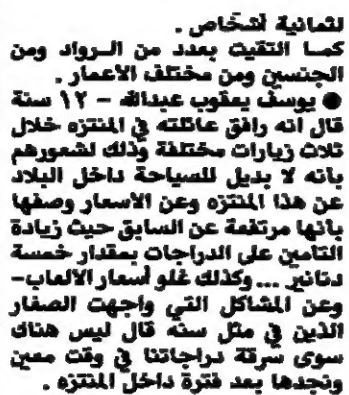 لثمانية أشخاص .
كما التقيت بعدد من الرواد ومن
الجنسين ومن مختلف الأعمار .
● يوسف يعقوب عبدالله - ١٢ سنة
قال انه رافق عائلته في المنتزه خلال
ثلاث زيارات مختلفة وذلك لشعورهم
بانه لا بديل للسياحة داخل البلاد
عن هذا المنتزه وعن الاسعار وصفها
بانها مرتفعة عن السابق حيث زيادة
التامين على الدراجات بمقدار خمسة
دنانير ... وكذلك غلو أسعار الالعاب-
وعن المشاكل التي واجهت الصغار
الذين في مثل سنه قال ليس هناك
سوى سرقة دراجاتنا في وقت معين
ونجدها بعد فترة داخل المنتزه .